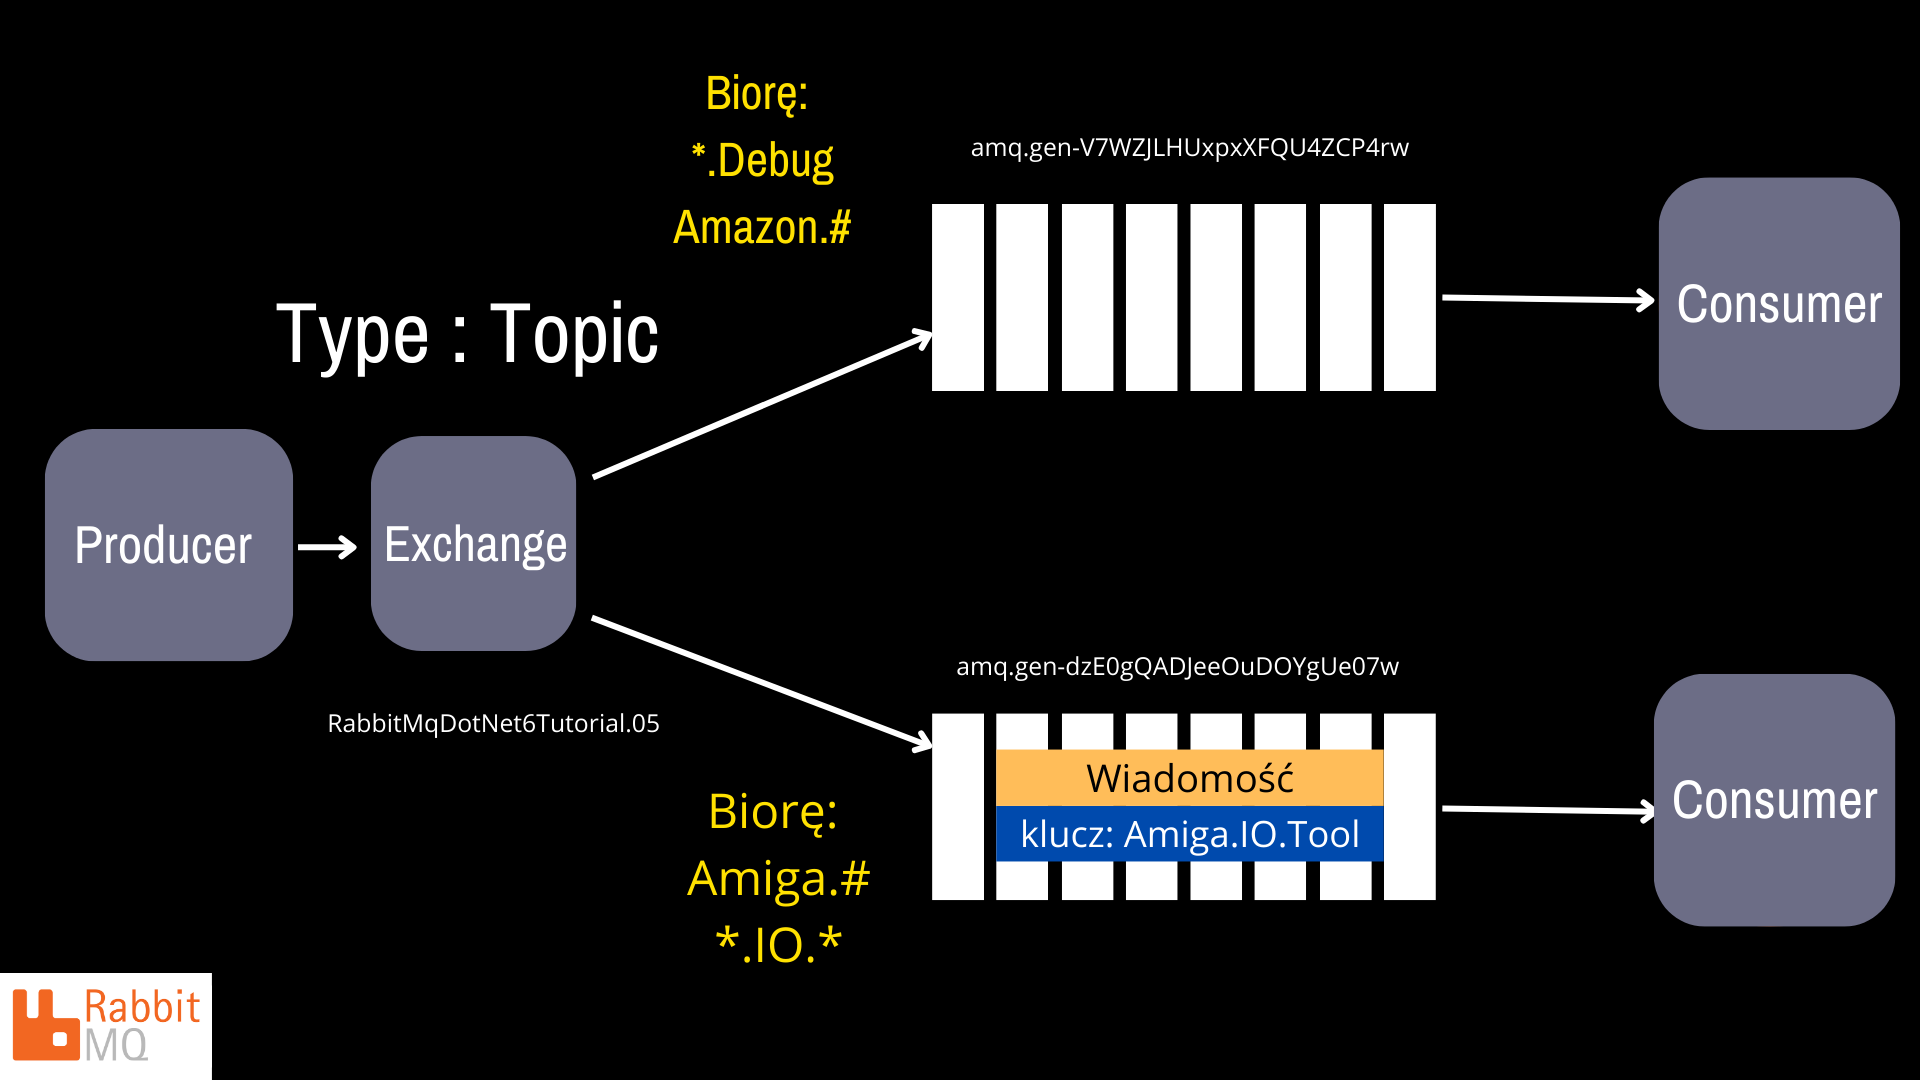 Biorę:
*.Debug
Amazon.#
amq.gen-V7WZJLHUxpxXFQU4ZCP4rw
Consumer
Type : Topic
Producer
Exchange
RabbitMqDotNet6Tutorial.05
amq.gen-dzE0gQADJeeOuDOYgUe07w
Wiadomość
klucz: Amiga.IO.Tool
Consumer
Biorę:
Amiga.#
*.IO.*
Rabbit
MQ